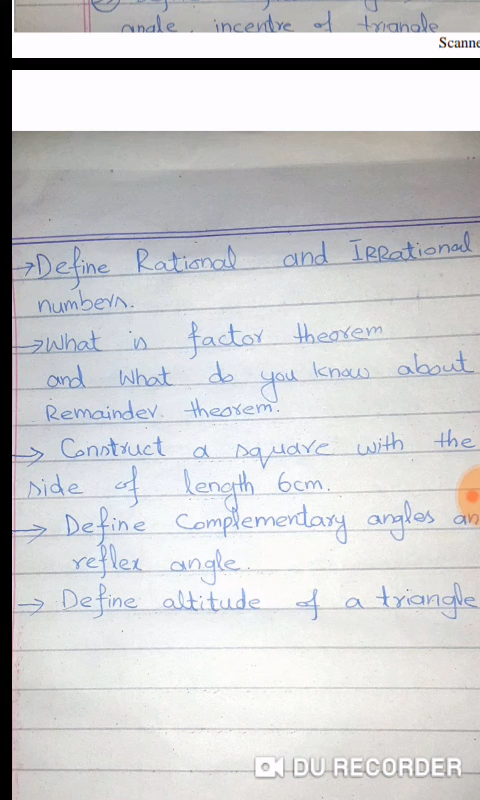 angle, incentre of triangle
Scanne
→Define Rational and IRRational
numbers.
→What is factor theorem
and what do you know about
Remainder. theorem.
→ Construct a square with the
side of length 6cm.
→ Define Complementary angles an
reflex angle.
→ Define altitude of a triangle
DU RECORDER